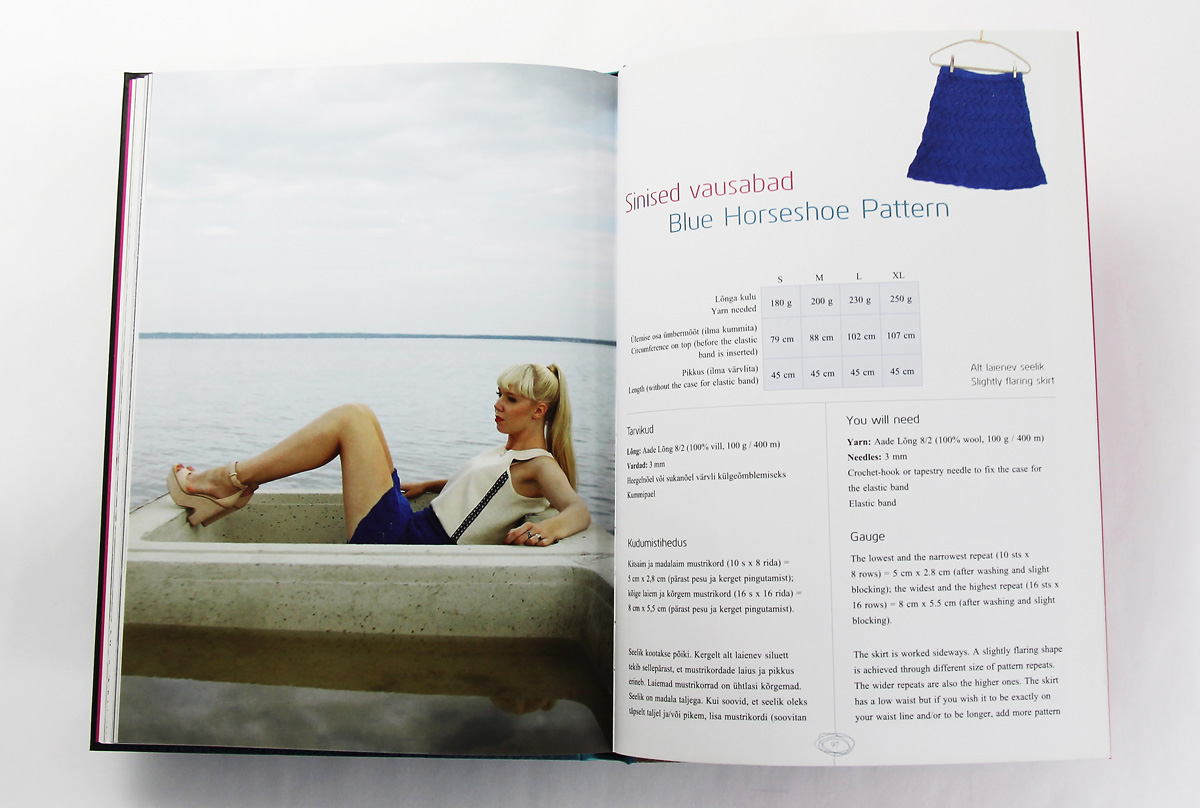 Sinised vausabad
Blue Horseshoe Pattern
S M L XL
Lõnga kulu
Yarn needed
180 g 200 g 230 g 250 g
Ülemise osa ümbermõõt (ilma kummita)
Circumference on top (before the elastic
band is inserted)
79 cm 88 cm 102 cm 107 cm
Pikkus (ilma värvlita)
Length (without the case for elastic band)
45 cm 45 cm 45 cm 45 cm
Alt laienev seelik
Slightly flaring skirt
Tarvikud
Lõng: Aade Lõng 8/2 (100% vill, 100 g / 400 m)
Vardad: 3 mm
Heegelnõel või sukanõel värvli külgeõmblemiseks
Kummipael
Kudumistihedus
Kitsaim ja madalaim mustrikord (10 s x 8 rida) =
5 cm x 2,8 cm (pärast pesu ja kerget pingutamist);
kõige laiem ja kõrgem mustrikord (16 s x 16 rida) =
8 cm x 5,5 cm (pärast pesu ja kerget pingutamist).
Seelik kootakse põiki. Kergelt alt laienev siluett
tekib sellepärast, et mustrikordade laius ja pikkus
erineb. Laiemad mustrikorrad on ühtlasi kõrgemad.
Seelik on madala taljega. Kui soovid, et seelik oleks
täpselt taljel ja/või pikem, lisa mustrikordi (soovitan
You will need
Yarn: Aade Lõng 8/2 (100% wool, 100 g / 400 m)
Needles: 3 mm
Crochet-hook or tapestry needle to fix the case for
the elastic band
Elastic band
Gauge
The lowest and the narrowest repeat (10 sts x
8 rows) = 5 cm x 2.8 cm (after washing and slight
blocking); the widest and the highest repeat (16 sts x
16 rows) = 8 cm x 5.5 cm (after washing and slight
blocking).
The skirt is worked sideways. A slightly flaring shape
is achieved through different size of pattern repeats.
The wider repeats are also the higher ones. The skirt
has a low waist but if you wish it to be exactly on
your waist line and/or to be longer, add more pattern
97